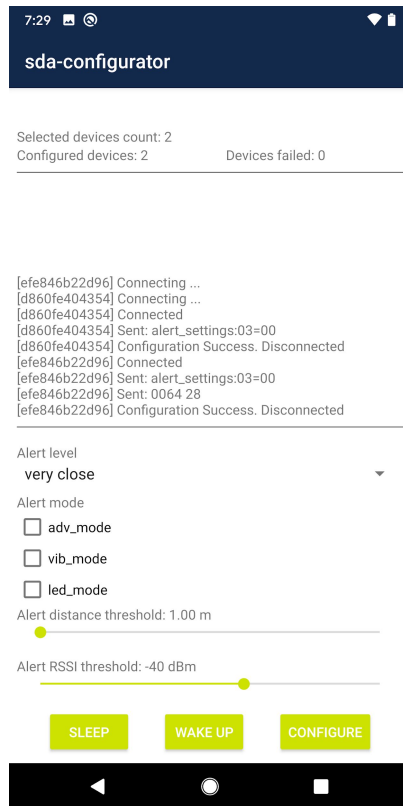 7:29
sda-configurator
Selected devices count: 2
Configured devices: 2 Devices failed: 0
[efe846b22d96] Connecting ...
[d860fe404354] Connecting ...
[d860fe404354] Connected
[d860fe404354] Sent: alert_settings:03=00
[d860fe404354] Configuration Success. Disconnected
[efe846b22d96] Connected
[efe846b22d96] Sent: alert_settings:03=00
[efe846b22d96] Sent: 0064 28
[efe846b22d96] Configuration Success. Disconnected
Alert level
very close
Alert mode
adv_mode
vib_mode
led_mode
Alert distance threshold: 1.00 m
Alert RSSI threshold: -40 dBm
SLEEP WAKE UP CONFIGURE